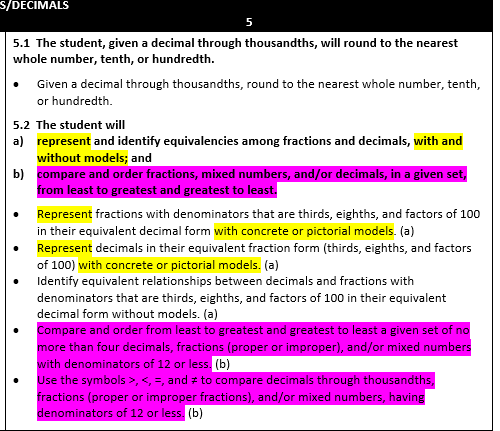 S/DECIMALS
5
5.1 The student, given a decimal through thousandths, will round to the nearest
whole number, tenth, or hundredth.
• Given a decimal through thousandths, round to the nearest whole number, tenth,
or hundredth.
5.2 The student will
a) represent and identify equivalencies among fractions and decimals, with and
without models; and
b) compare and order fractions, mixed numbers, and/or decimals, in a given set,
from least to greatest and greatest to least.
• Represent fractions with denominators that are thirds, eighths, and factors of 100
in their equivalent decimal form with concrete or pictorial models. (a)
• Represent decimals in their equivalent fraction form (thirds, eighths, and factors
of 100) with concrete or pictorial models. (a)
• Identify equivalent relationships between decimals and fractions with
denominators that are thirds, eighths, and factors of 100 in their equivalent
decimal form without models. (a)
• Compare and order from least to greatest and greatest to least a given set of no
more than four decimals, fractions (proper or improper), and/or mixed numbers
with denominators of 12 or less. (b)
• Use the symbols >, <, =, and ≠ to compare decimals through thousandths,
fractions (proper or improper fractions), and/or mixed numbers, having
denominators of 12 or less. (b)